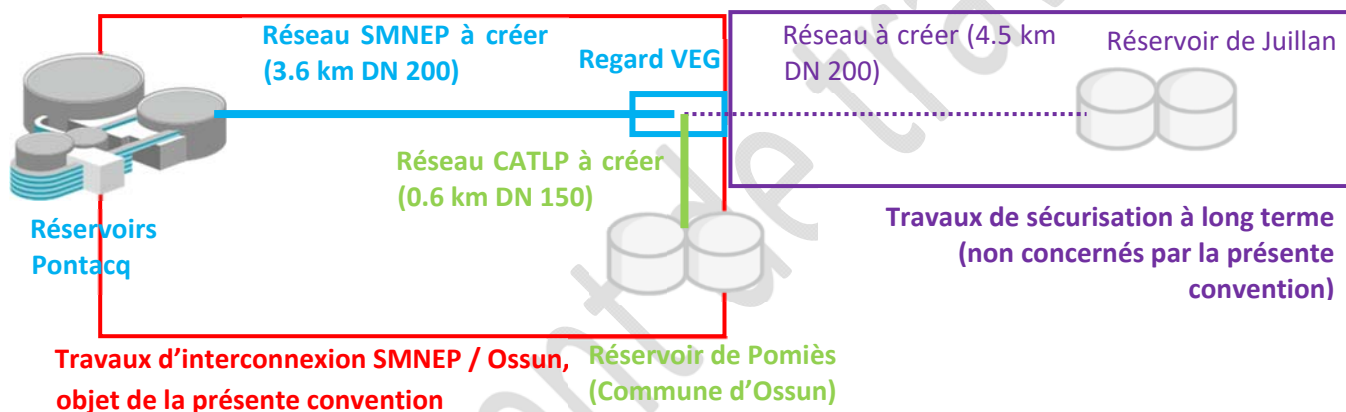 Réseau SMNEP à créer
(3.6 km DN 200)
Regard VEG
Réseau à créer (4.5 km
DN 200)
Réservoir de Juillan
Réseau CATLP à créer
(0.6 km DN 150)
Réservoirs
Pontacq
Travaux de sécurisation à long terme
(non concernés par la présente
convention)
Travaux d’interconnexion SMNEP / Ossun,
objet de la présente convention
Réservoir de Pomiès
(Commune d’Ossun)